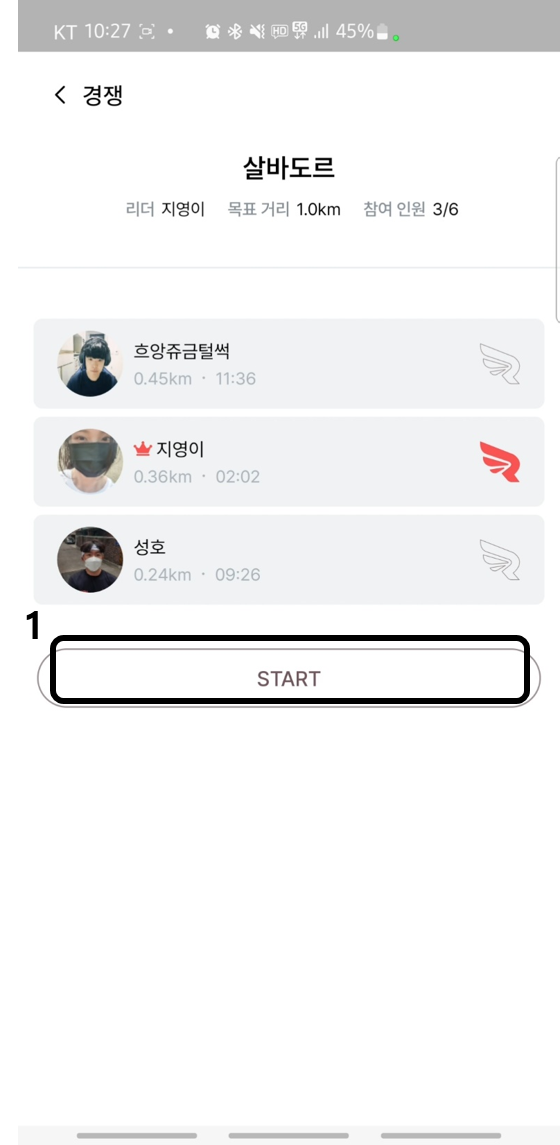 KT 10:27 HD 5G 45%
경쟁
살바도르
리더 지영이 목표 거리 1.0km 참여 인원 3/6
흐앙쥬금털썩
0.45km · 11:36
지영이
0.36km · 02:02
성호
0.24km · 09:26
1
START